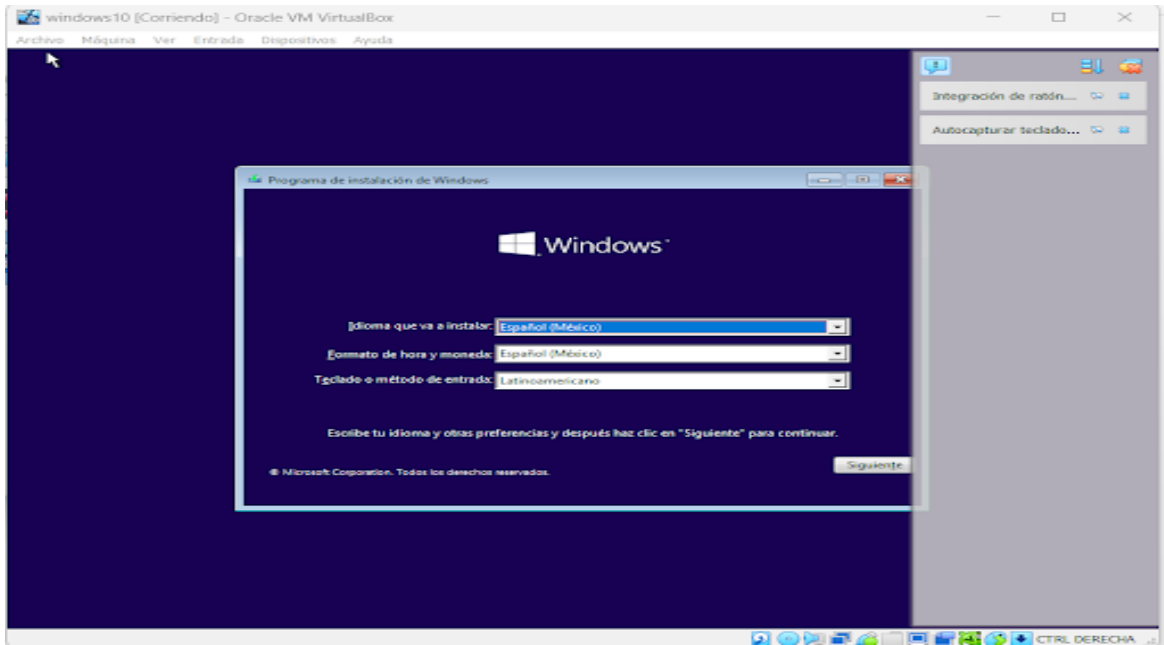 windows10 [Corriendo] - Oracle VM VirtualBox
Archivo Máquina Ver Entrada Dispositivos Ayuda
Integración de ratón...
Autocapturar teclado...
Programa de instalación de Windows
Windows
Idioma que va a instalar: Español (México)
Formato de hora y moneda: Español (México)
Teclado o método de entrada: Latinoamericano
Escribe tu idioma y otras preferencias y después haz clic en "Siguiente" para continuar.
© Microsoft Corporation. Todos los derechos reservados.
Siguiente
CTRL DERECHA